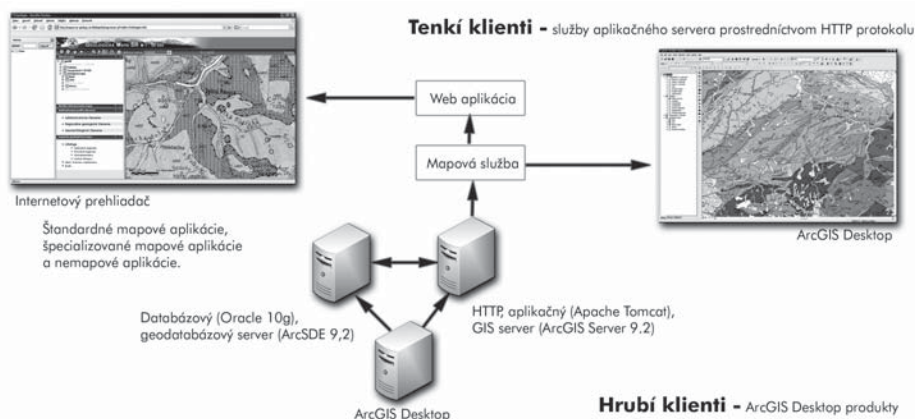 Tenkí klienti - služby aplikačného servera prostredníctvom HTTP protokolu
Web aplikácia
Mapová služba
Internetový prehliadač
ArcGIS Desktop
Štandardné mapové aplikácie,
špecializované mapové aplikácie
a nemapové aplikácie.
Databázový (Oracle 10g),
geodatabázový server (ArcSDE 9,2)
HTTP, aplikačný (Apache Tomcat),
GIS server (ArcGIS Server 9.2)
ArcGIS Desktop
Hrubí klienti - ArcGIS Desktop produkty